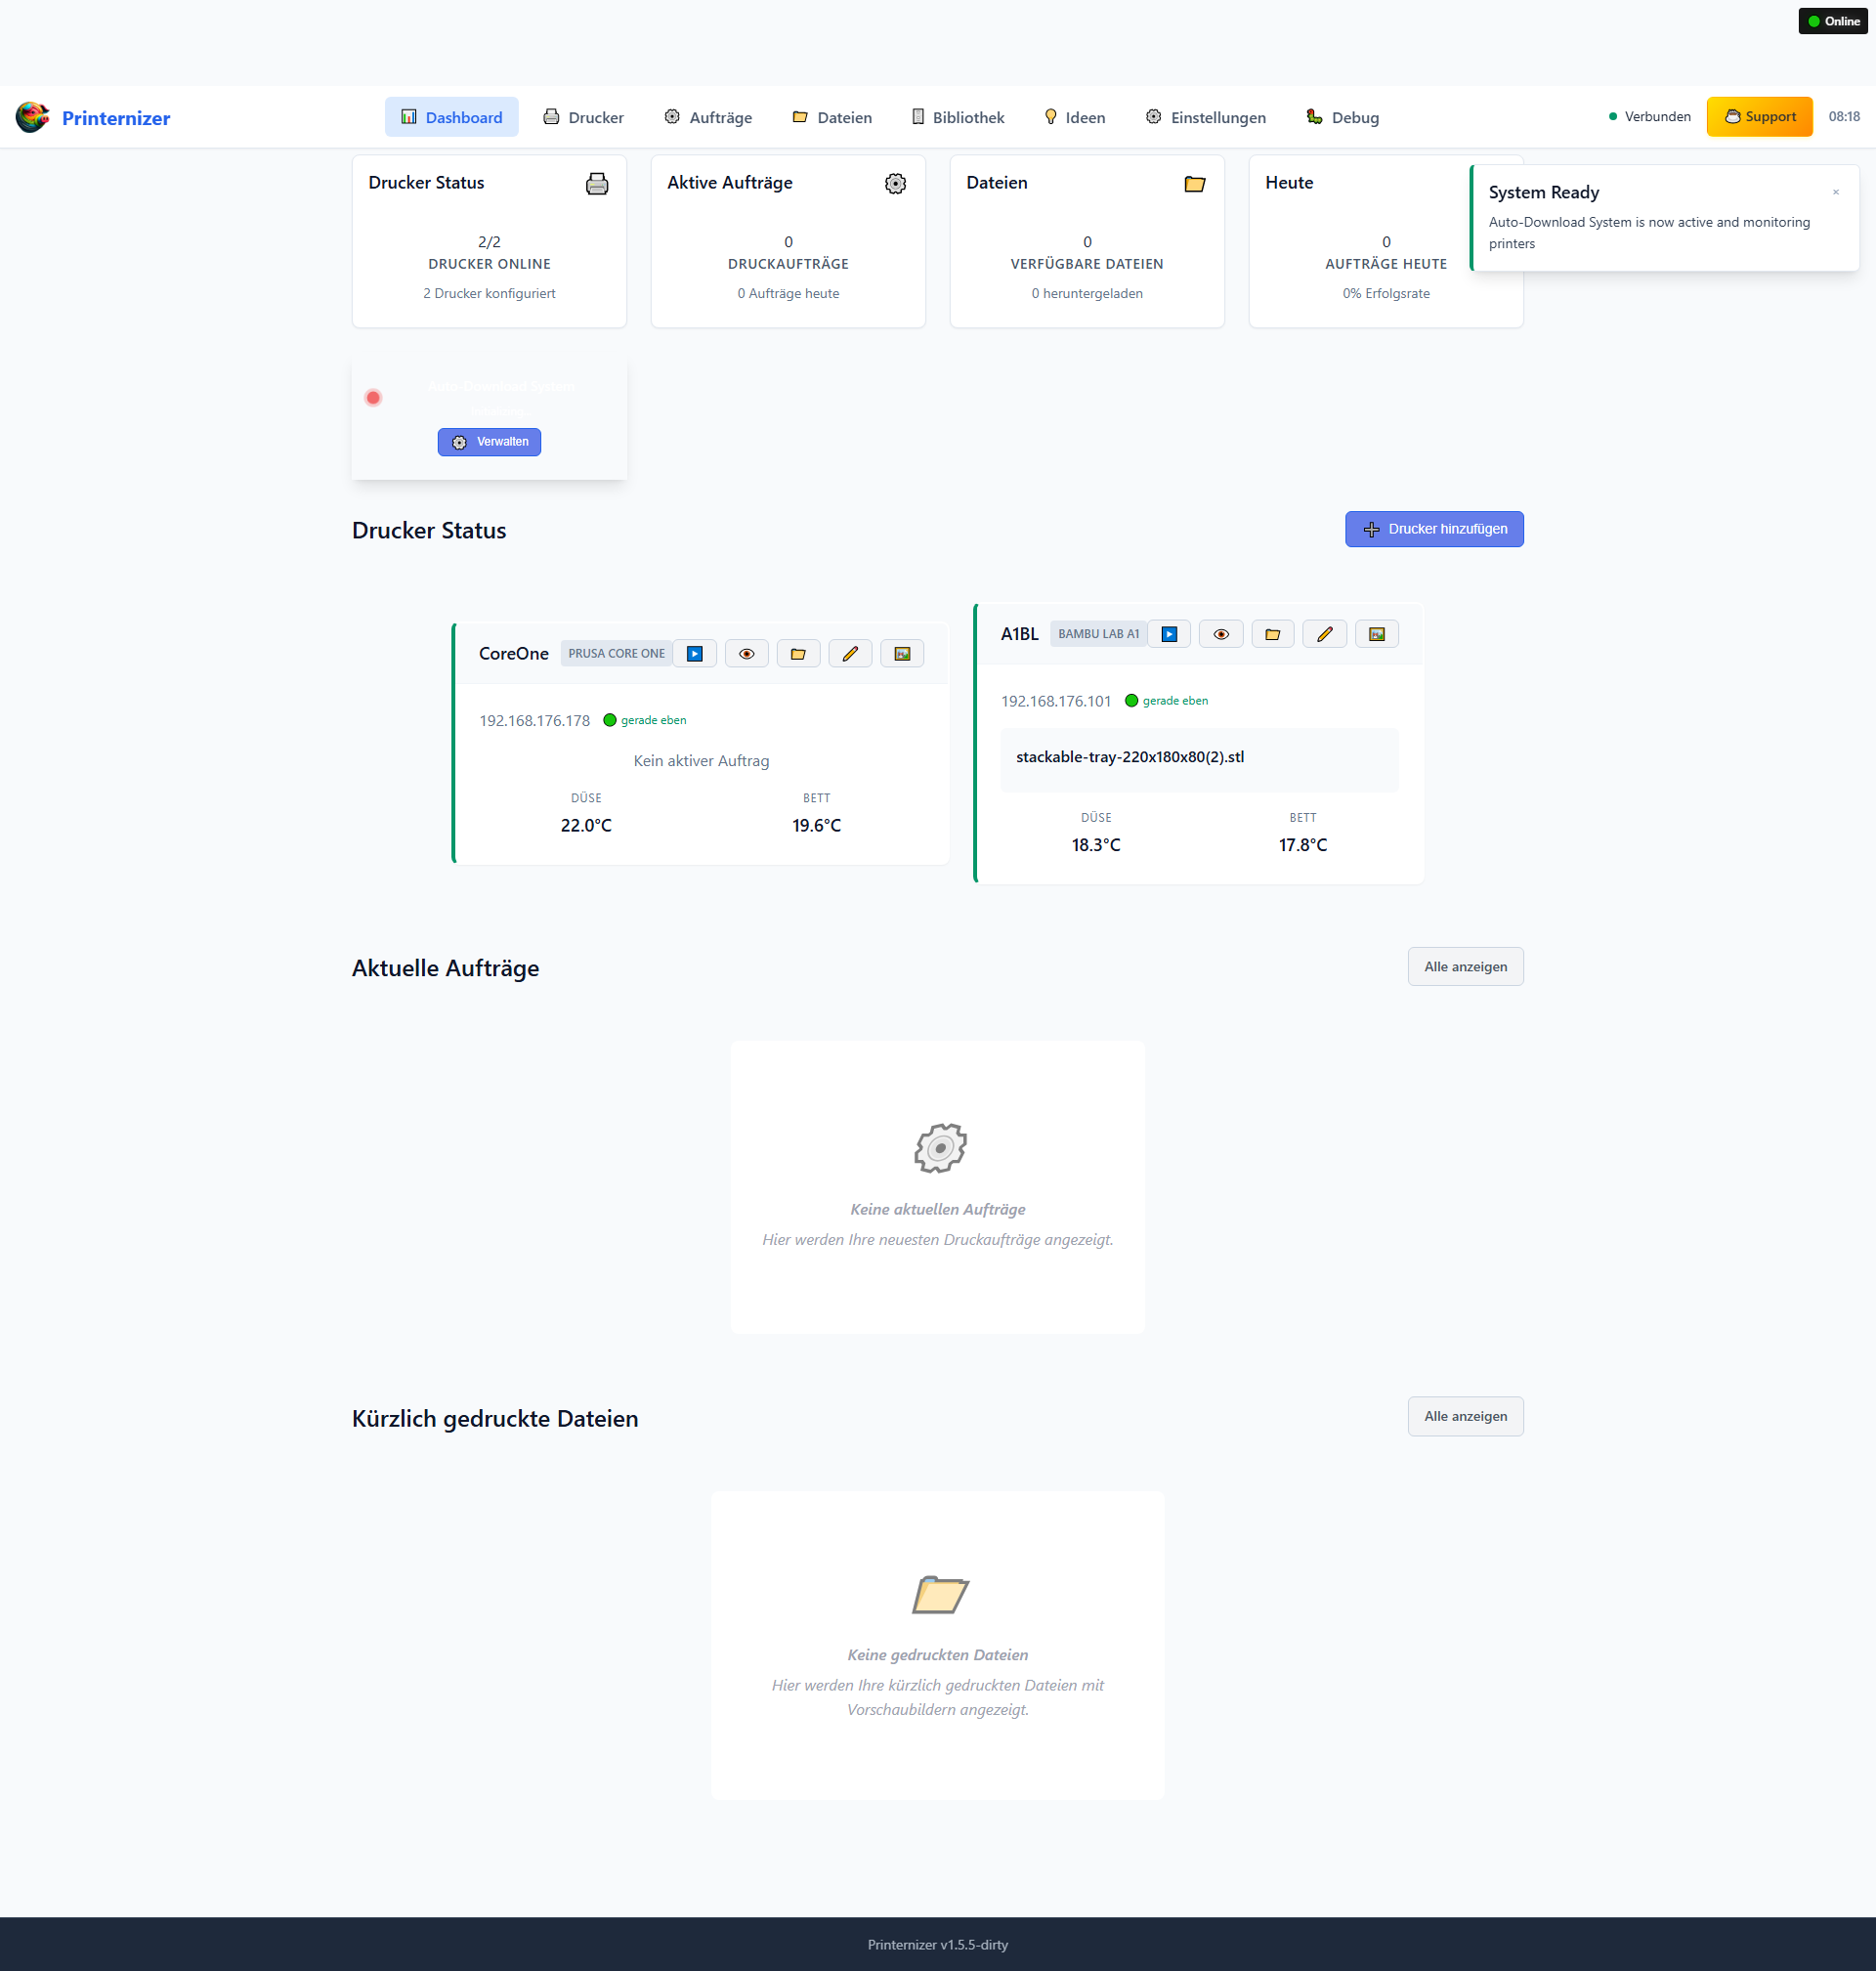 Online
Printernizer
Dashboard
Drucker
Aufträge
Dateien
Bibliothek
Ideen
Einstellungen
Debug
Verbunden
Support
08:18
Drucker Status
2/2
DRUCKER ONLINE
2 Drucker konfiguriert
Aktive Aufträge
0
DRUCKAUFTRÄGE
0 Aufträge heute
Dateien
0
VERFÜGBARE DATEIEN
0 heruntergeladen
Heute
0
AUFTRÄGE HEUTE
0% Erfolgsrate
System Ready
×
Auto-Download System is now active and monitoring
printers
Auto-Download System
Verwalten
Drucker Status
Drucker hinzufügen
CoreOne
PRUSA CORE ONE
192.168.176.178
gerade eben
Kein aktiver Auftrag
DÜSE
BETT
22.0°C
19.6°C
A1BL
BAMBU LAB A1
192.168.176.101
gerade eben
stackable-tray-220x180x80(2).stl
DÜSE
BETT
18.3°C
17.8°C
Aktuelle Aufträge
Alle anzeigen
Keine aktuellen Aufträge
Hier werden Ihre neuesten Druckaufträge angezeigt.
Kürzlich gedruckte Dateien
Alle anzeigen
Keine gedruckten Dateien
Hier werden Ihre kürzlich gedruckten Dateien mit
Vorschaubildern angezeigt.
Printernizer v1.5.5-dirty